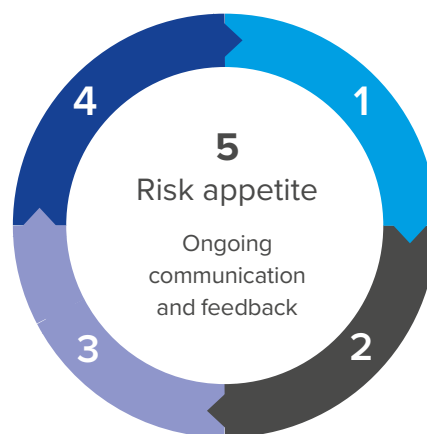 4
1
5
Risk appetite
Ongoing
communication
and feedback
3
2